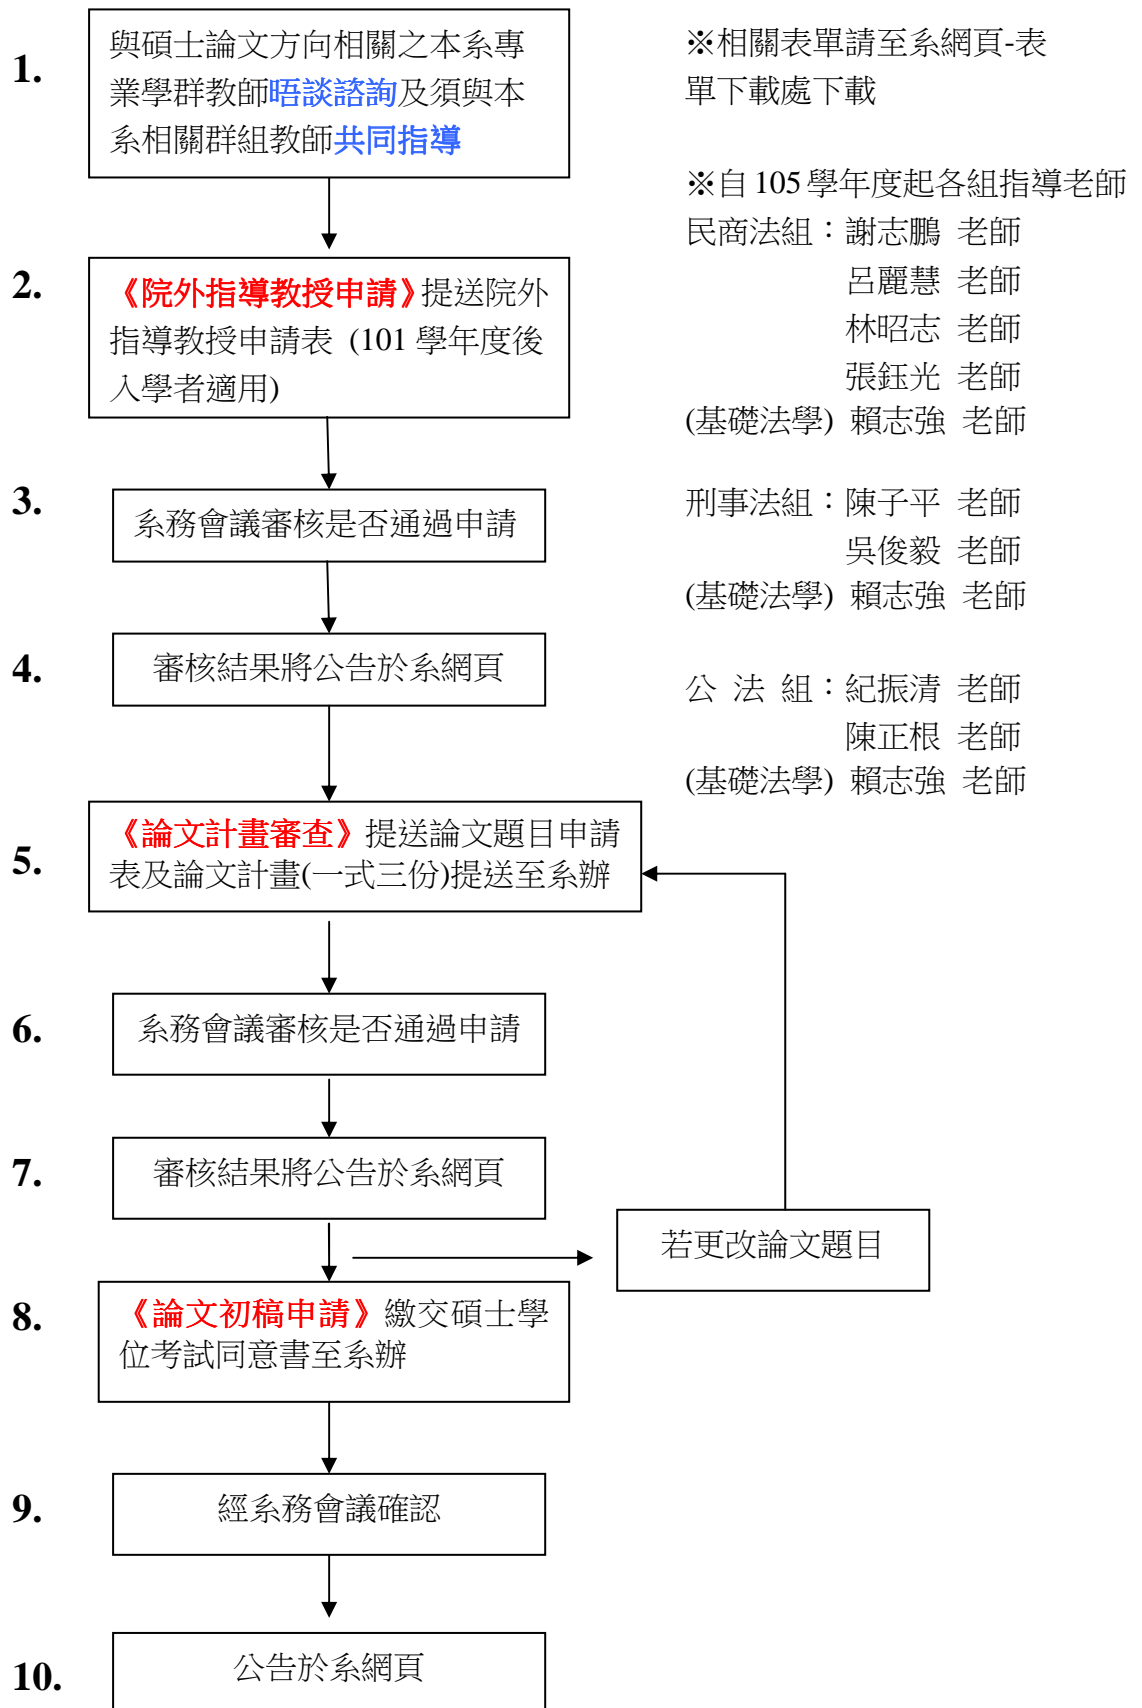 1.
與碩士論文方向相關之本系專
業學群教師晤談諮詢及須與本
系相關群組教師共同指導
2.
《院外指導教授申請》提送院外
指導教授申請表 (101 學年度後
入學者適用)
3.
系務會議審核是否通過申請
4.
審核結果將公告於系網頁
5.
《論文計畫審查》提送論文題目申請
表及論文計畫(一式三份)提送至系辦
6.
系務會議審核是否通過申請
7.
審核結果將公告於系網頁
若更改論文題目
8.
《論文初稿申請》繳交碩士學
位考試同意書至系辦
9.
經系務會議確認
10.
公告於系網頁
※相關表單請至系網頁-表
單下載處下載
※自 105 學年度起各組指導老師
民商法組：謝志鵬 老師
呂麗慧 老師
林昭志 老師
張鈺光 老師
(基礎法學) 賴志強 老師
刑事法組：陳子平 老師
吳俊毅 老師
(基礎法學) 賴志強 老師
公 法 組：紀振清 老師
陳正根 老師
(基礎法學) 賴志強 老師